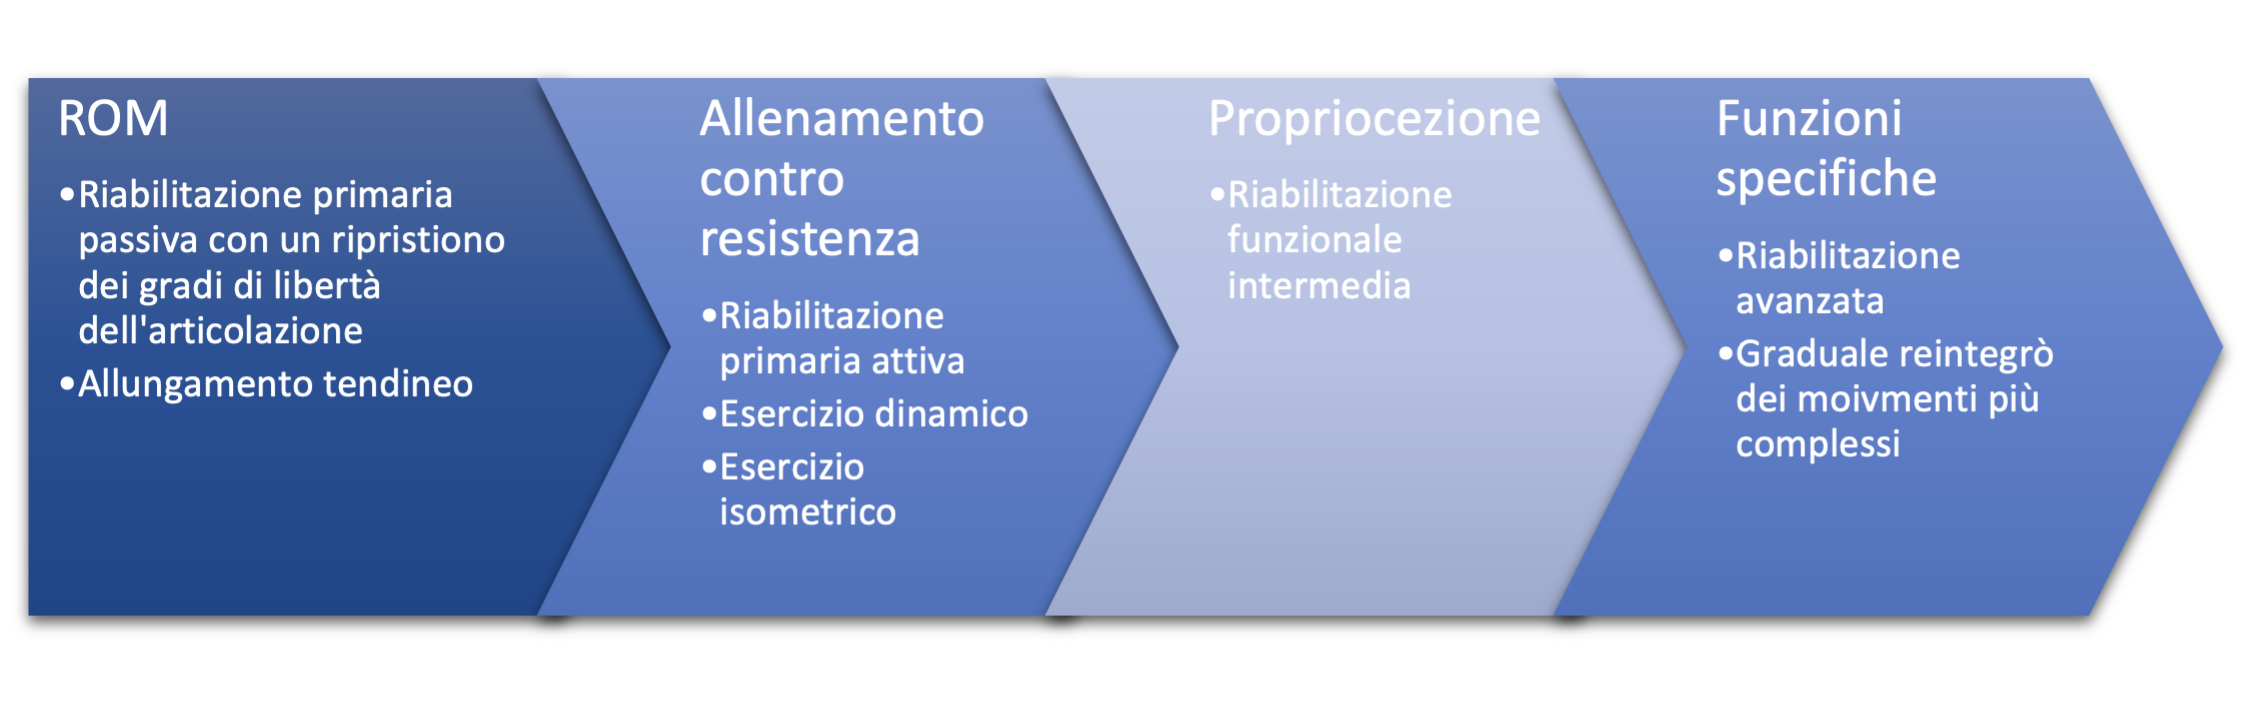 ROM
•Riabilitazione primaria
passiva con un ripristiono
dei gradi di libertà
dell'articolazione
•Allungamento tendineo
Allenamento
contro
resistenza
•Riabilitazione
primaria attiva
•Esercizio dinamico
•Esercizio
isometrico
Propriocezione
•Riabilitazione
funzionale
intermedia
Funzioni
specifiche
•Riabilitazione
avanzata
•Graduale reintegrò
dei moivmenti più
complessi